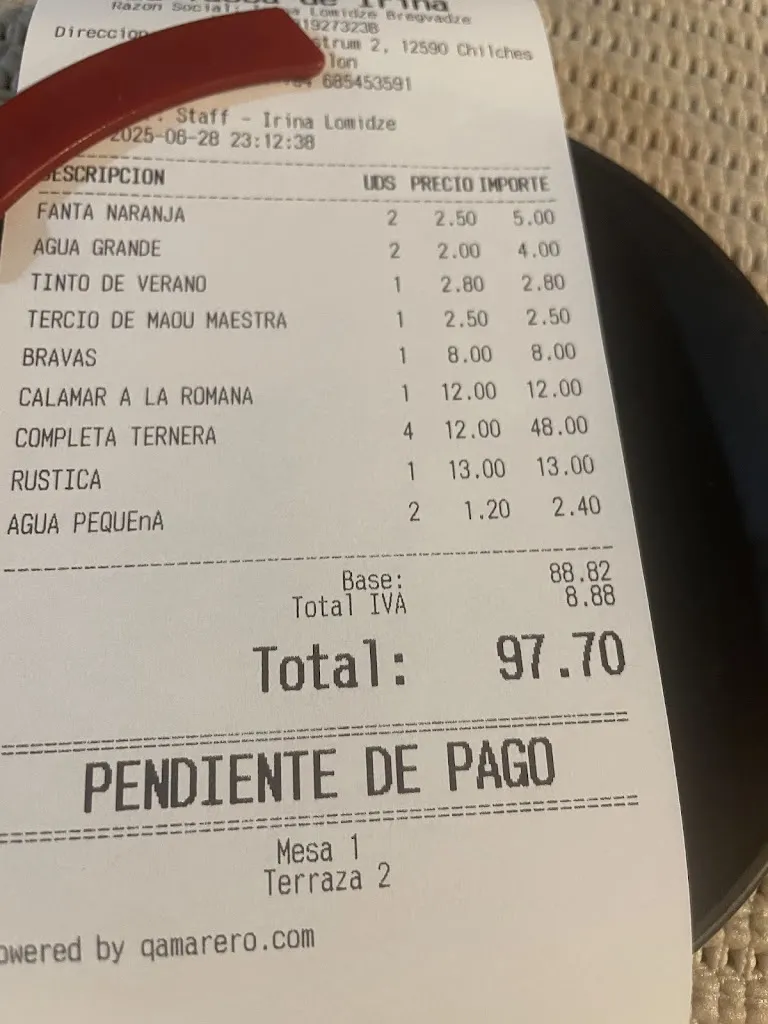 de Irina
Razon Social: Lomidze Bregvadze
19273238
Direccion trum 2, 12590 Chilches
lon
685453591
Staff - Irina Lomidze
2025-06-28 23:12:38
DESCRIPCION UDS PRECIO IMPORTE
FANTA NARANJA 2 2.50 5.00
AGUA GRANDE 2 2.00 4.00
TINTO DE VERANO 1 2.80 2.80
TERCIO DE MAOU MAESTRA 1 2.50 2.50
BRAVAS 1 8.00 8.00
CALAMAR A LA ROMANA 1 12.00 12.00
COMPLETA TERNERA 4 12.00 48.00
RUSTICA 1 13.00 13.00
AGUA PEQUEnA 2 1.20 2.40
Base: 88.82
Total IVA 8.88
Total: 97.70
PENDIENTE DE PAGO
Mesa 1
Terraza 2
owered by qamarero.com